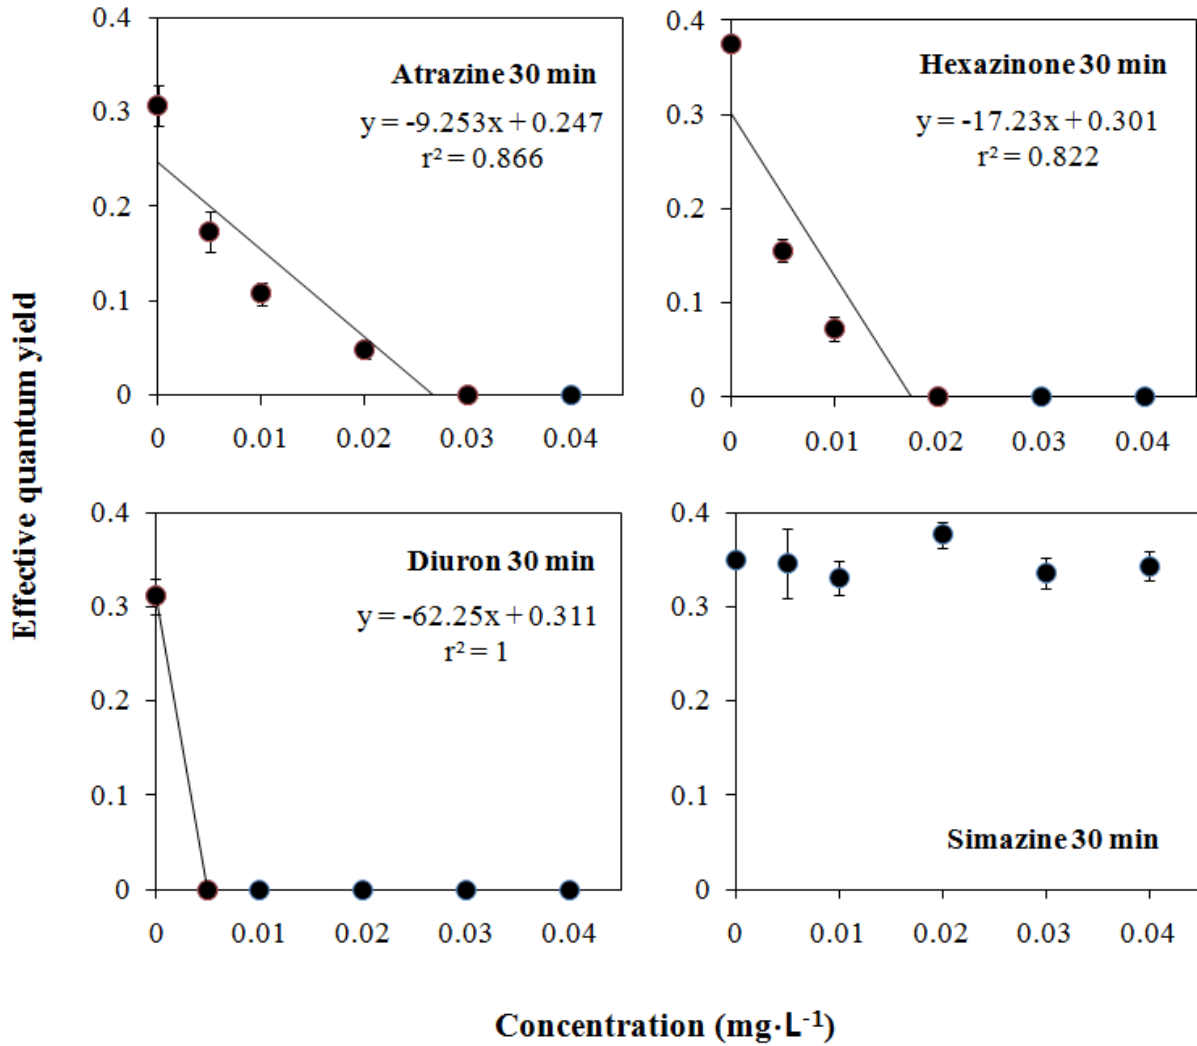 Effective quantum yield
0.4
0.3
0.2
0.1
0
Atrazine 30 min
y = -9.253x + 0.247
r² = 0.866
0 0.01 0.02 0.03 0.04
0.4
0.3
0.2
0.1
0
Hexazinone 30 min
y = -17.23x + 0.301
r² = 0.822
0 0.01 0.02 0.03 0.04
0.4
0.3
0.2
0.1
0
Diuron 30 min
y = -62.25x + 0.311
r² = 1
0 0.01 0.02 0.03 0.04
0.4
0.3
0.2
0.1
0
Simazine 30 min
0 0.01 0.02 0.03 0.04
Concentration (mg·L⁻¹)